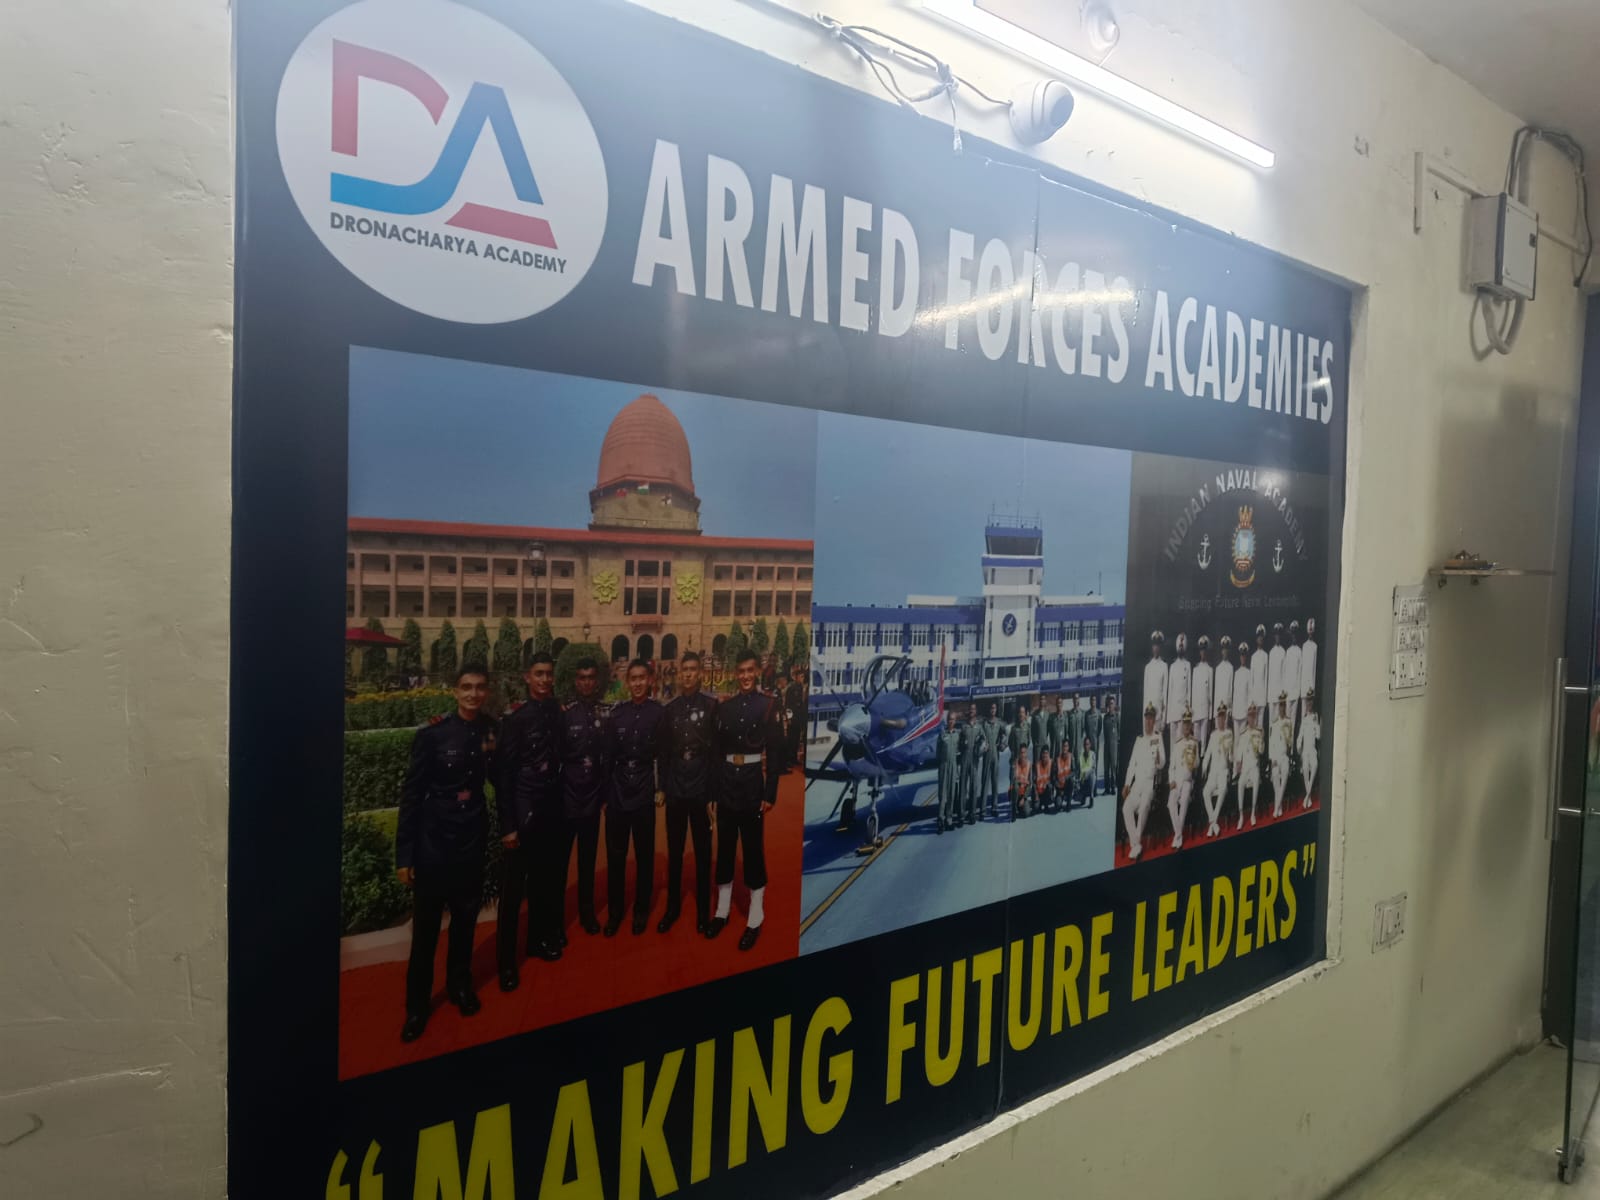 DA
DRONACHARYA ACADEMY
ARMED FORCES ACADEMIES
INDIAN NAVAL ACADEMY
"MAKING FUTURE LEADERS"